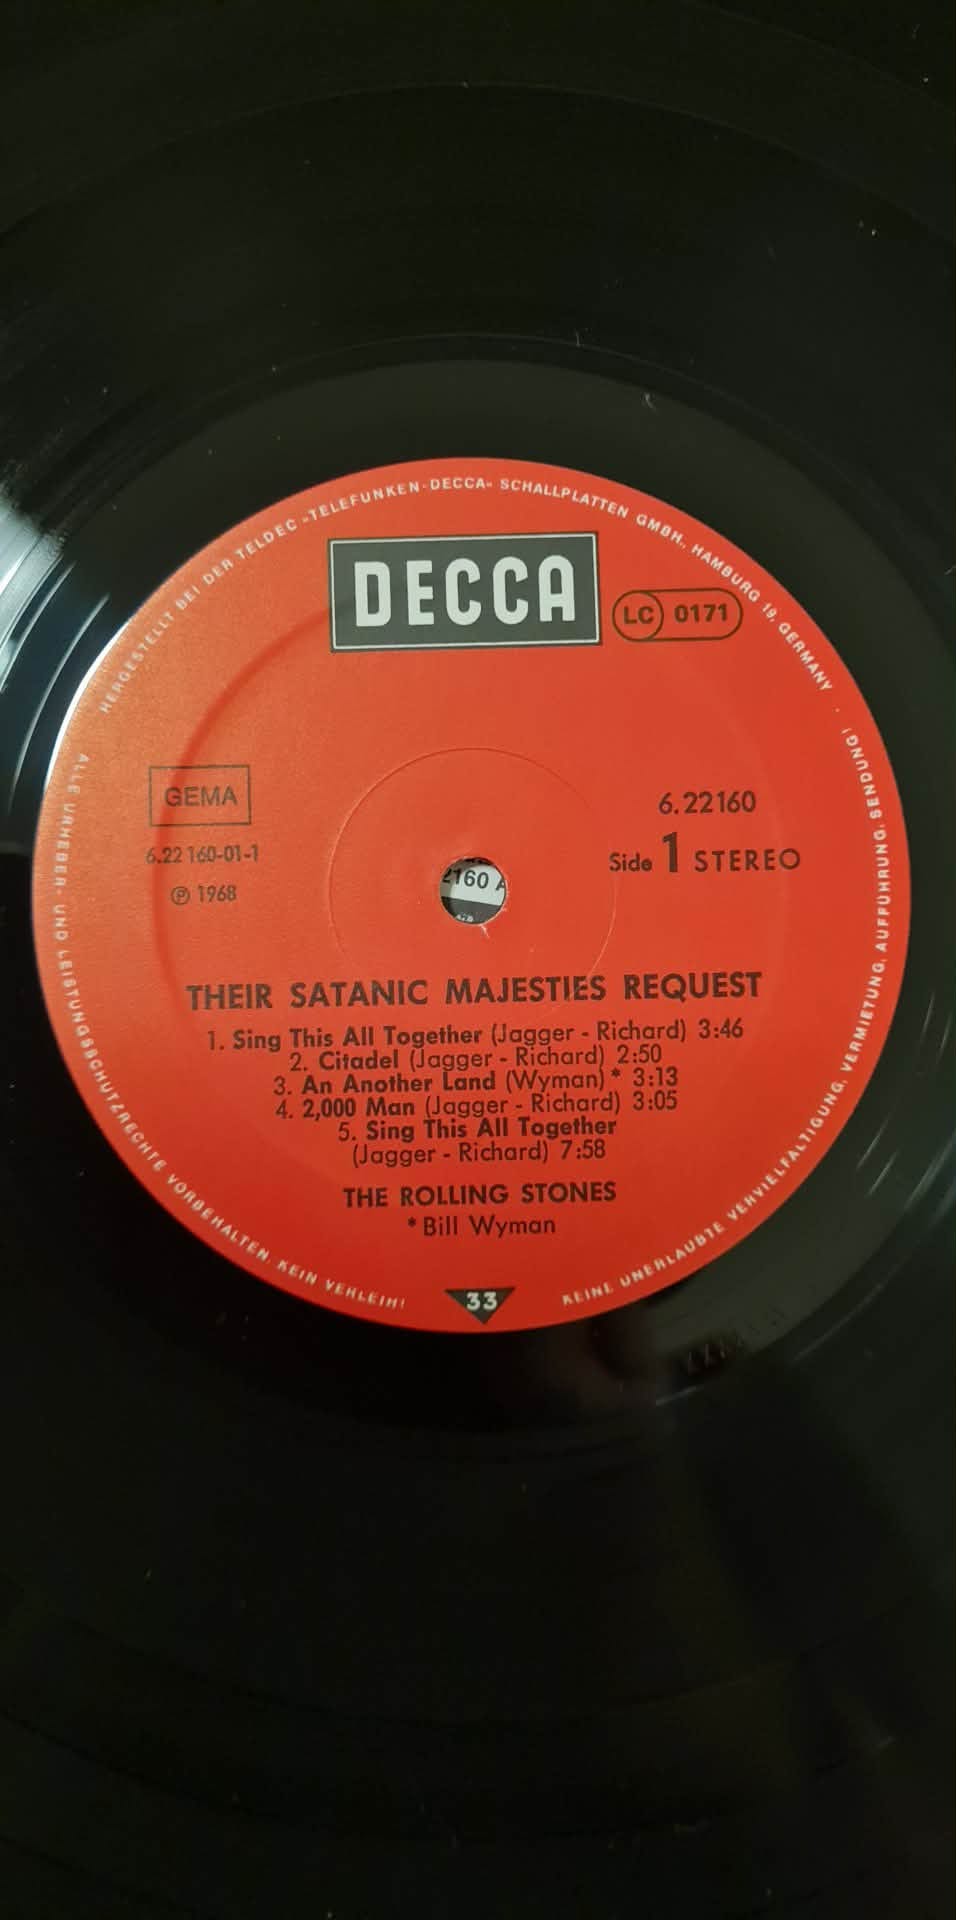 HERGESTELLT BEI DER TELDEC »TELEFUNKEN-DECCA« SCHALLPLATTEN GMBH., HAMBURG 19, GERMANY ·
DECCA
LC 0171
GEMA
6.22160
6.22 160-01-1
Side 1 STEREO
℗ 1968
2160 A
THEIR SATANIC MAJESTIES REQUEST
1. Sing This All Together (Jagger - Richard) 3:46
2. Citadel (Jagger - Richard) 2:50
3. An Another Land (Wyman)* 3:13
4. 2,000 Man (Jagger - Richard) 3:05
5. Sing This All Together
(Jagger - Richard) 7:58
THE ROLLING STONES
*Bill Wyman
33
ALLE URHEBER- UND LEISTUNGSSCHUTZRECHTE VORBEHALTEN. KEIN VERLEIH!
KEINE UNERLAUBTE VERVIELFALTIGUNG, VERMIETUNG, AUFFÜHRUNG, SENDUNG!